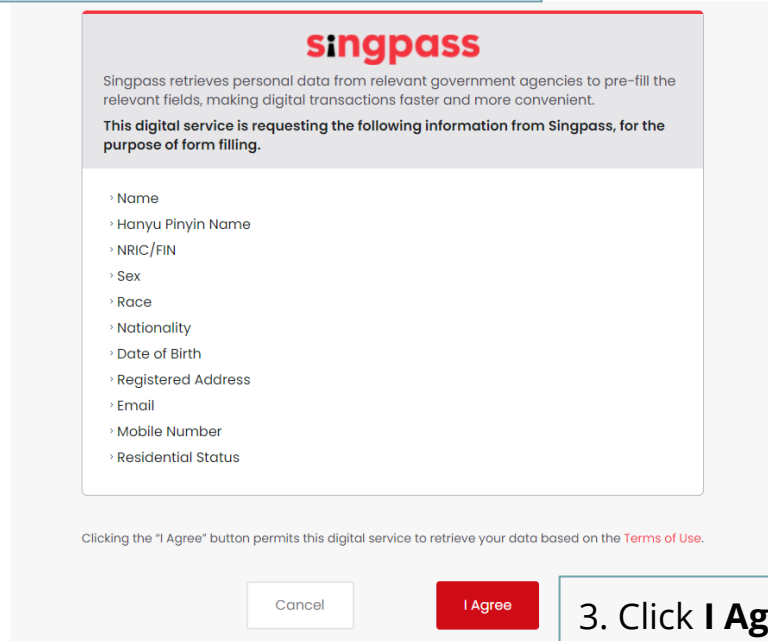 singpass
Singpass retrieves personal data from relevant government agencies to pre-fill the
relevant fields, making digital transactions faster and more convenient.
This digital service is requesting the following information from Singpass, for the
purpose of form filling.
› Name
› Hanyu Pinyin Name
› NRIC/FIN
› Sex
› Race
› Nationality
› Date of Birth
› Registered Address
› Email
› Mobile Number
› Residential Status
Clicking the “I Agree” button permits this digital service to retrieve your data based on the Terms of Use.
Cancel
I Agree
3. Click I Ag